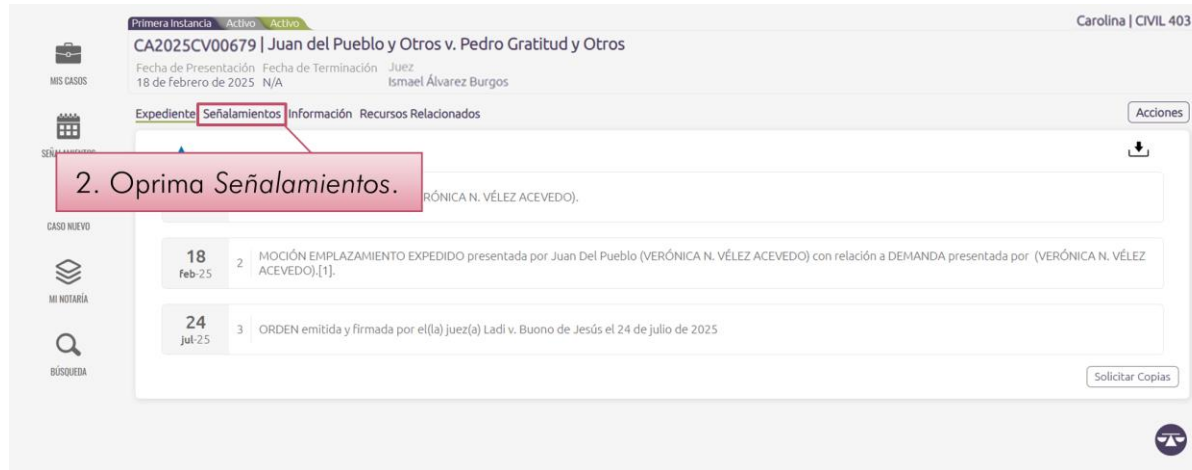 Primera Instancia Activo Activo
Carolina | CIVIL 403
CA2025CV00679 | Juan del Pueblo y Otros v. Pedro Gratitud y Otros
Fecha de Presentación Fecha de Terminación Juez
18 de febrero de 2025 N/A Ismael Álvarez Burgos
MIS CASOS
Expediente Señalamientos Información Recursos Relacionados
Acciones
2. Oprima Señalamientos.
RÓNICA N. VÉLEZ ACEVEDO).
CASO NUEVO
18
feb-25
2 MOCIÓN EMPLAZAMIENTO EXPEDIDO presentada por Juan Del Pueblo (VERÓNICA N. VÉLEZ ACEVEDO) con relación a DEMANDA presentada por (VERÓNICA N. VÉLEZ
ACEVEDO).[1].
MI NOTARÍA
24
jul-25
3 ORDEN emitida y firmada por el(la) juez(a) Ladi v. Buono de Jesús el 24 de julio de 2025
BÚSQUEDA
Solicitar Copias